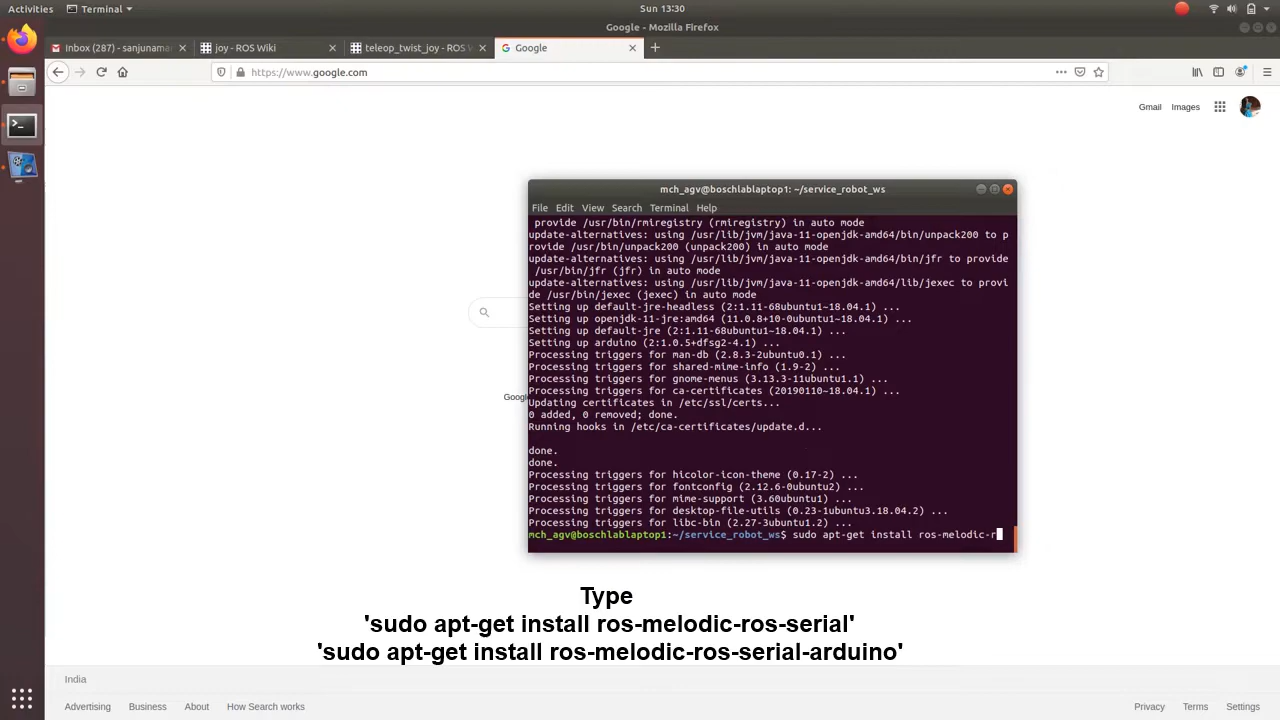 Activities
Terminal
Sun 13:30
Google - Mozilla Firefox
Inbox (287) - sanjunamar
joy - ROS Wiki
teleop_twist_joy - ROS W
Google
https://www.google.com
Gmail
Images
mch_agv@boschlablaptop1: ~/service_robot_ws
File Edit View Search Terminal Help
provide /usr/bin/rmiregistry (rmiregistry) in auto mode
update-alternatives: using /usr/lib/jvm/java-11-openjdk-amd64/bin/unpack200 to p
rovide /usr/bin/unpack200 (unpack200) in auto mode
update-alternatives: using /usr/lib/jvm/java-11-openjdk-amd64/bin/jfr to provide
/usr/bin/jfr (jfr) in auto mode
update-alternatives: using /usr/lib/jvm/java-11-openjdk-amd64/lib/jexec to provi
de /usr/bin/jexec (jexec) in auto mode
Setting up default-jre-headless (2:1.11-68ubuntu1~18.04.1) ...
Setting up openjdk-11-jre:amd64 (11.0.8+10-0ubuntu1~18.04.1) ...
Setting up default-jre (2:1.11-68ubuntu1~18.04.1) ...
Setting up arduino (2:1.0.5+dfsg2-4.1) ...
Processing triggers for man-db (2.8.3-2ubuntu0.1) ...
Processing triggers for shared-mime-info (1.9-2) ...
Processing triggers for gnome-menus (3.13.3-11ubuntu1.1) ...
Processing triggers for ca-certificates (20190110~18.04.1) ...
Updating certificates in /etc/ssl/certs...
0 added, 0 removed; done.
Running hooks in /etc/ca-certificates/update.d...
done.
done.
Processing triggers for hicolor-icon-theme (0.17-2) ...
Processing triggers for fontconfig (2.12.6-0ubuntu2) ...
Processing triggers for mime-support (3.60ubuntu1) ...
Processing triggers for desktop-file-utils (0.23-1ubuntu3.18.04.2) ...
Processing triggers for libc-bin (2.27-3ubuntu1.2) ...
mch_agv@boschlablaptop1:~/service_robot_ws$ sudo apt-get install ros-melodic-r
Googl
Type
'sudo apt-get install ros-melodic-ros-serial'
'sudo apt-get install ros-melodic-ros-serial-arduino'
India
Advertising Business About How Search works
Privacy Terms Settings